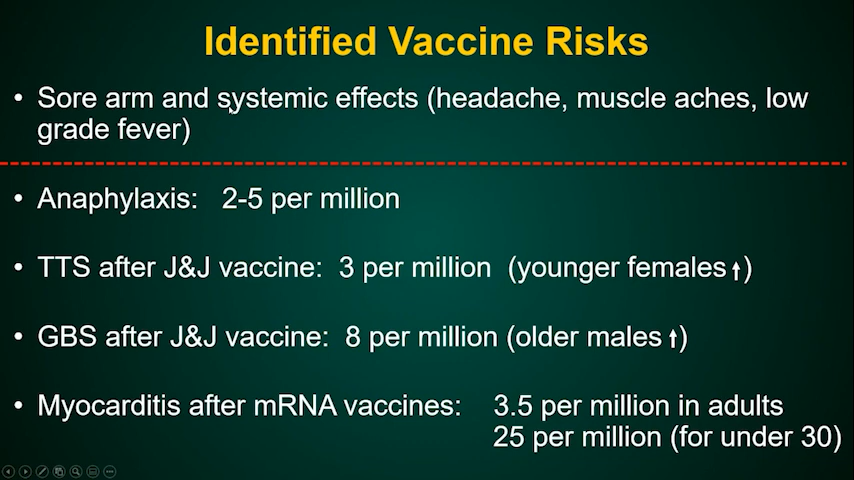 Identified Vaccine Risks
• Sore arm and systemic effects (headache, muscle aches, low
grade fever)
• Anaphylaxis: 2-5 per million
• TTS after J&J vaccine: 3 per million (younger females↑)
• GBS after J&J vaccine: 8 per million (older males↑)
• Myocarditis after mRNA vaccines: 3.5 per million in adults
25 per million (for under 30)